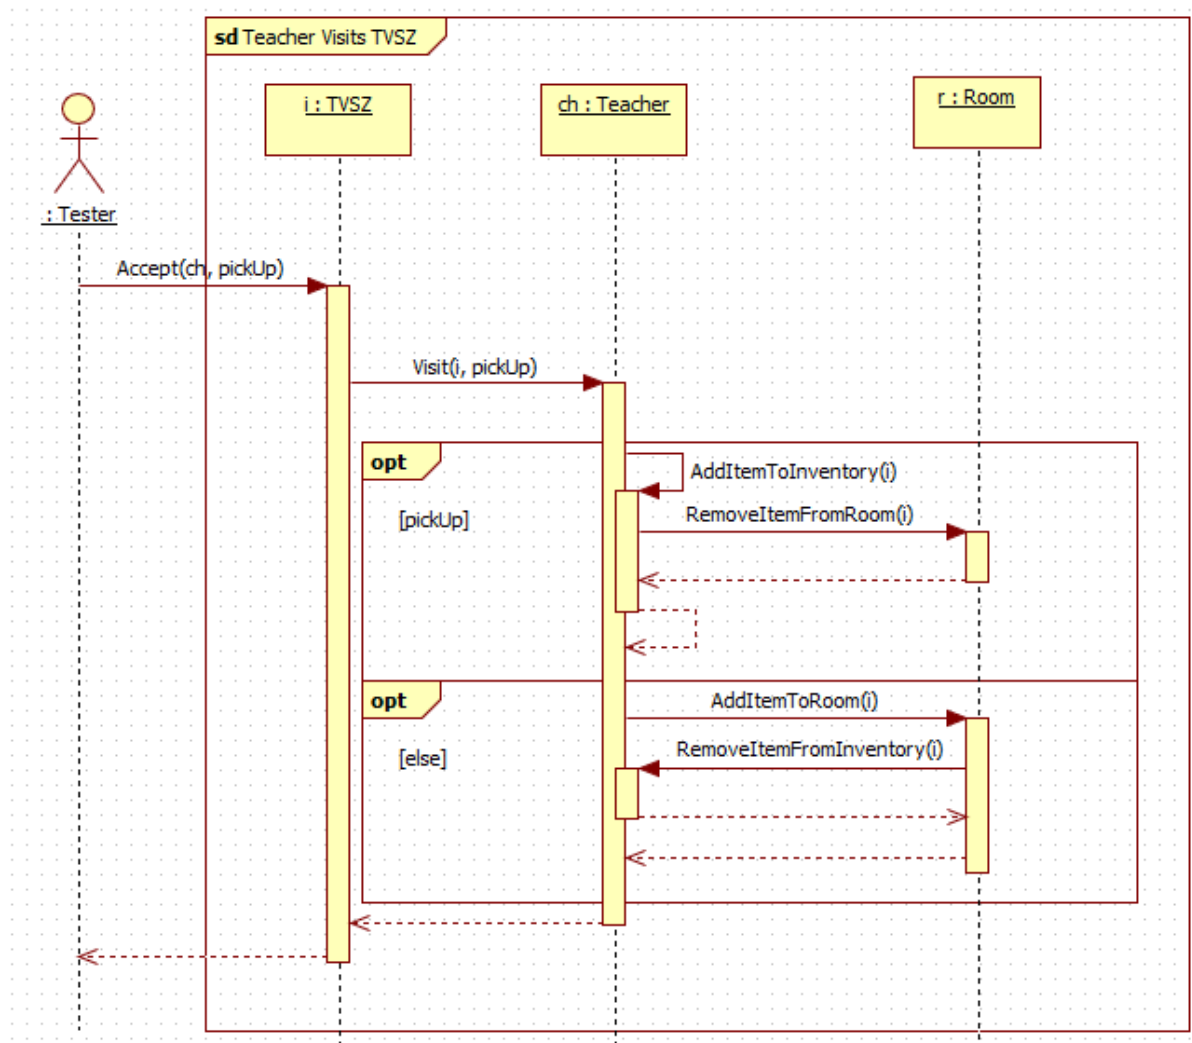 sd Teacher Visits TVSZ
i : TVSZ
ch : Teacher
r : Room
: Tester
Accept(ch, pickUp)
Visit(i, pickUp)
opt
AddItemToInventory(i)
[pickUp]
RemoveItemFromRoom(i)
opt
AddItemToRoom(i)
[else]
RemoveItemFromInventory(i)